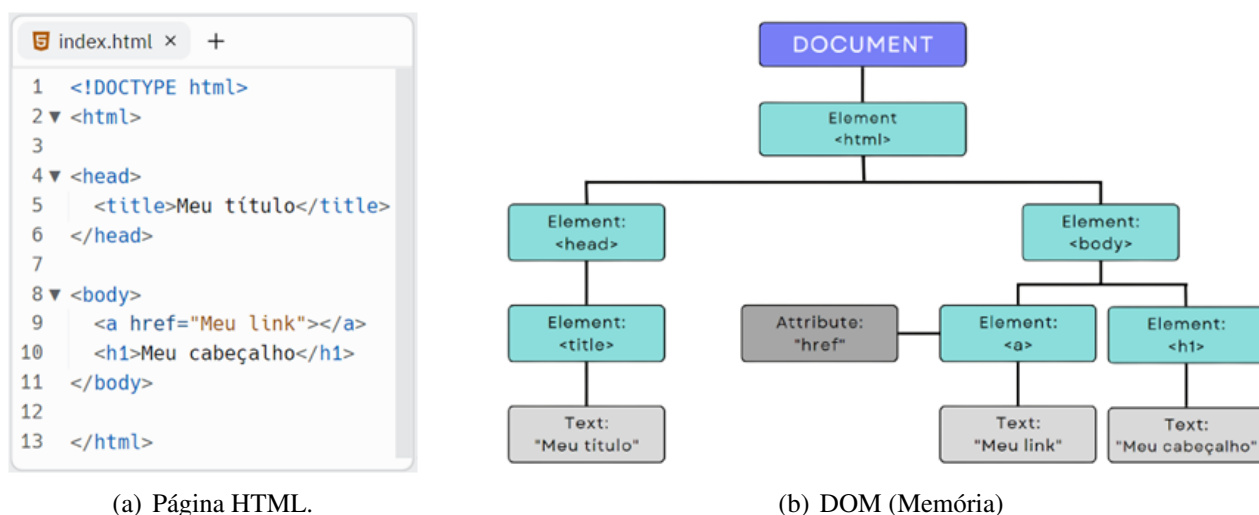 index.html × +
1 <!DOCTYPE html>
2 ▼ <html>
3
4 ▼ <head>
5 <title>Meu título</title>
6 </head>
7
8 ▼ <body>
9 <a href="Meu link"></a>
10 <h1>Meu cabeçalho</h1>
11 </body>
12
13 </html>
(a) Página HTML.
DOCUMENT
Element
<html>
Element:
<head>
Element:
<body>
Element:
<title>
Attribute:
"href"
Element:
<a>
Element:
<h1>
Text:
"Meu título"
Text:
"Meu link"
Text:
"Meu cabeçalho"
(b) DOM (Memória)